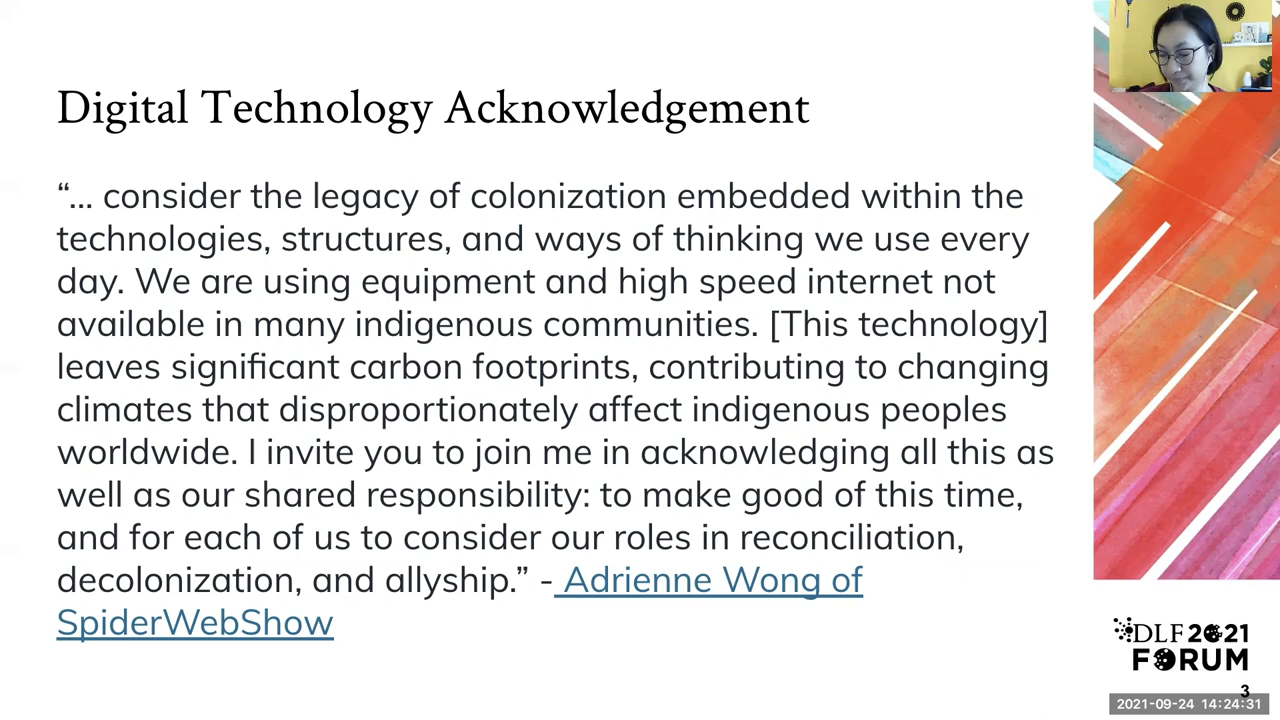 Digital Technology Acknowledgement
“... consider the legacy of colonization embedded within the
technologies, structures, and ways of thinking we use every
day. We are using equipment and high speed internet not
available in many indigenous communities. [This technology]
leaves significant carbon footprints, contributing to changing
climates that disproportionately affect indigenous peoples
worldwide. I invite you to join me in acknowledging all this as
well as our shared responsibility: to make good of this time,
and for each of us to consider our roles in reconciliation,
decolonization, and allyship.” - Adrienne Wong of
SpiderWebShow
DLF 2021
FORUM
3
2021-09-24 14:24:31